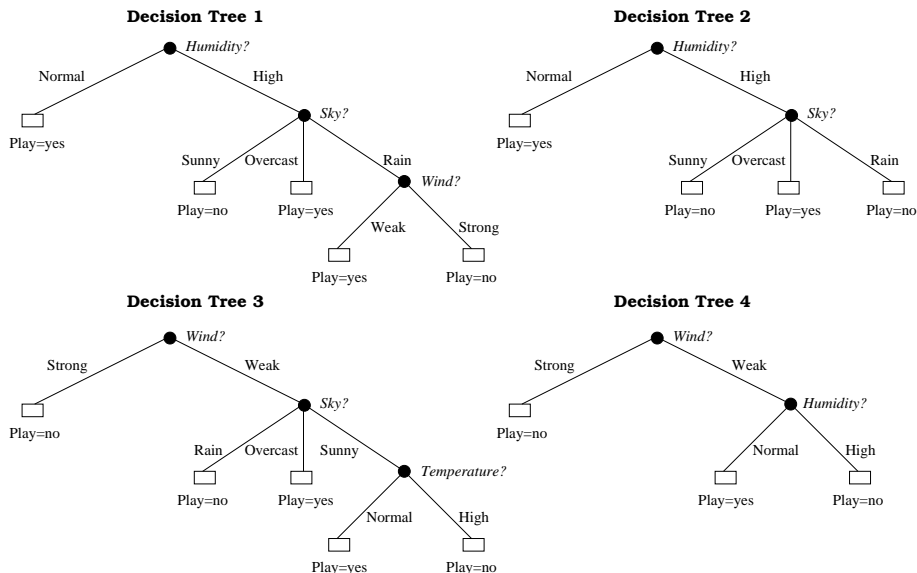 Decision Tree 1
Humidity?
Normal
High
Play=yes
Sky?
Sunny
Overcast
Rain
Play=no
Play=yes
Wind?
Weak
Strong
Play=yes
Play=no
Decision Tree 2
Humidity?
Normal
High
Play=yes
Sky?
Sunny
Overcast
Rain
Play=no
Play=yes
Play=no
Decision Tree 3
Wind?
Strong
Weak
Play=no
Sky?
Rain
Overcast
Sunny
Play=no
Play=yes
Temperature?
Normal
High
Play=yes
Play=no
Decision Tree 4
Wind?
Strong
Weak
Play=no
Humidity?
Normal
High
Play=yes
Play=no